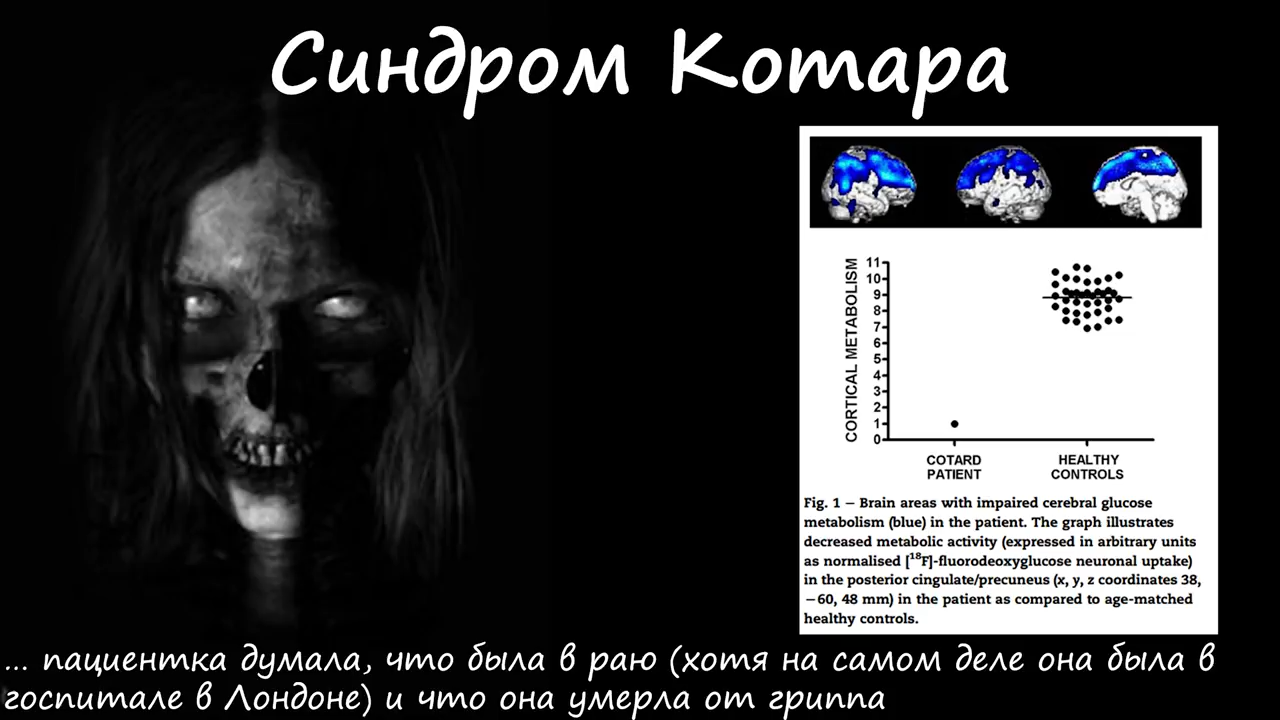 Синдром Котара
11
10
9
8
7
6
5
4
3
2
1
0
CORTICAL METABOLISM
COTARD
PATIENT
HEALTHY
CONTROLS
Fig. 1 – Brain areas with impaired cerebral glucose
metabolism (blue) in the patient. The graph illustrates
decreased metabolic activity (expressed in arbitrary units
as normalised [¹⁸F]-fluorodeoxyglucose neuronal uptake)
in the posterior cingulate/precuneus (x, y, z coordinates 38,
−60, 48 mm) in the patient as compared to age-matched
healthy controls.
... пациентка думала, что была в раю (хотя на самом деле она была в
госпитале в Лондоне) и что она умерла от гриппа